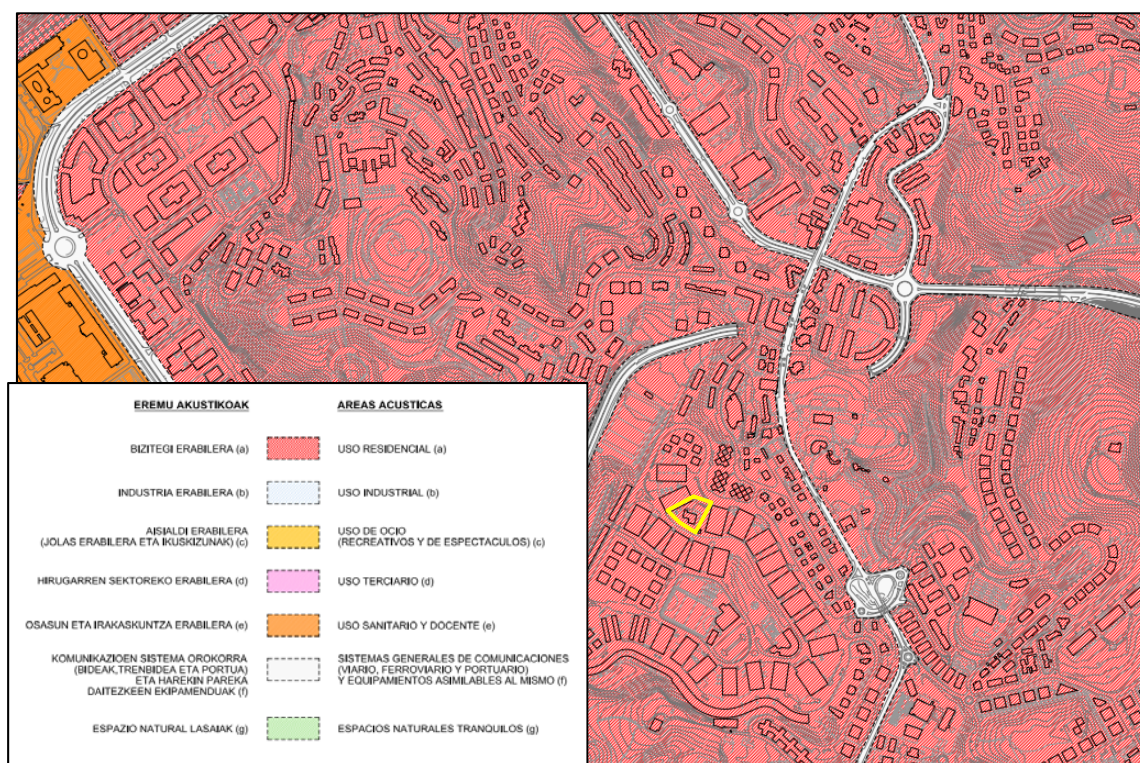 EREMU AKUSTIKOAK
AREAS ACUSTICAS
BIZITEGI ERABILERA (a)
USO RESIDENCIAL (a)
INDUSTRIA ERABILERA (b)
USO INDUSTRIAL (b)
AISIALDI ERABILERA
(JOLAS ERABILERA ETA IKUSKIZUNAK) (c)
USO DE OCIO
(RECREATIVOS Y DE ESPECTACULOS) (c)
HIRUGARREN SEKTOREKO ERABILERA (d)
USO TERCIARIO (d)
OSASUN ETA IRAKASKUNTZA ERABILERA (e)
USO SANITARIO Y DOCENTE (e)
KOMUNIKAZIOEN SISTEMA OROKORRA
(BIDEAK,TRENBIDEA ETA PORTUA)
ETA HAREKIN PAREKA
DAITEZKEEN EKIPAMENDUAK (f)
SISTEMAS GENERALES DE COMUNICACIONES
(VIARIO, FERROVIARIO Y PORTUARIO)
Y EQUIPAMIENTOS ASIMILABLES AL MISMO (f)
ESPAZIO NATURAL LASAIAK (g)
ESPACIOS NATURALES TRANQUILOS (g)